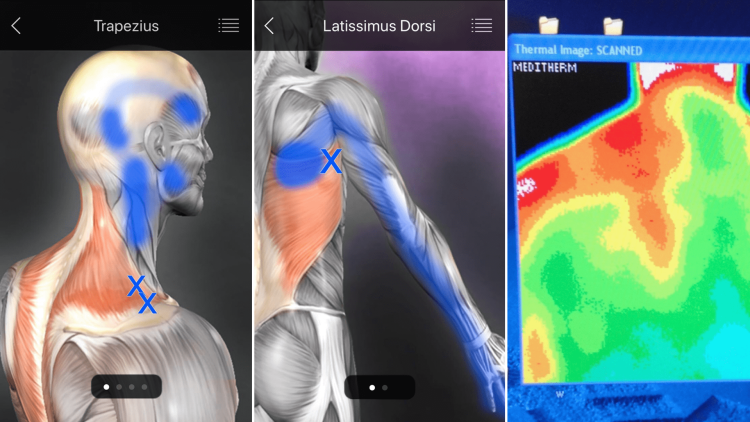 Trapezius
X
X
Latissimus Dorsi
X
Thermal Image: SCANNED
MEDITHERM
W